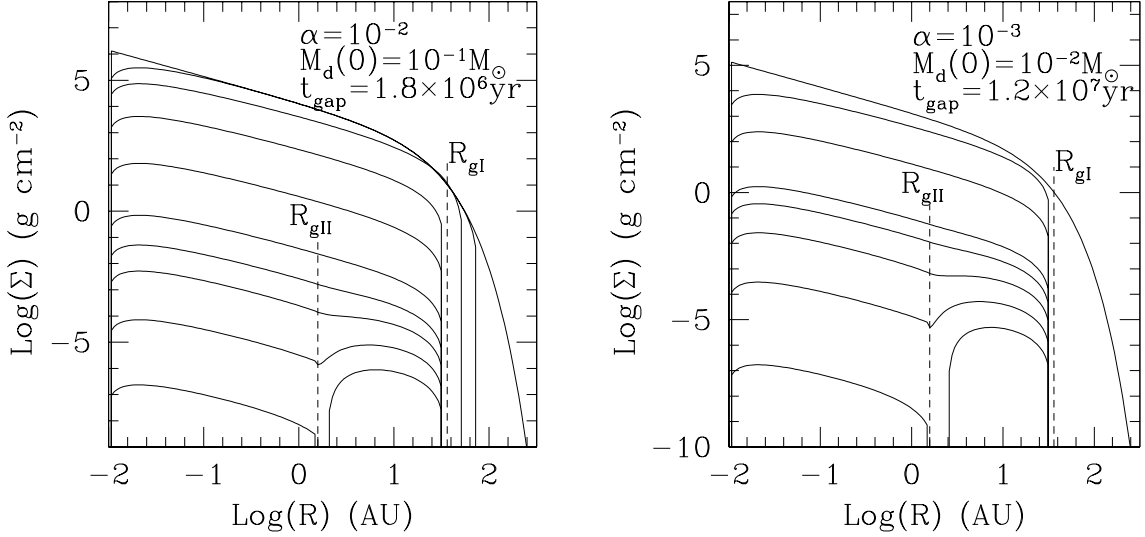 α=10⁻²
M_d(0)=10⁻¹M_⊙
t_gap=1.8×10⁶yr
R_gI
R_gII
5
0
−5
Log(Σ) (g cm⁻²)
−2 −1 0 1 2
Log(R) (AU)
α=10⁻³
M_d(0)=10⁻²M_⊙
t_gap=1.2×10⁷yr
R_gI
R_gII
5
0
−5
−10
Log(Σ) (g cm⁻²)
−2 −1 0 1 2
Log(R) (AU)